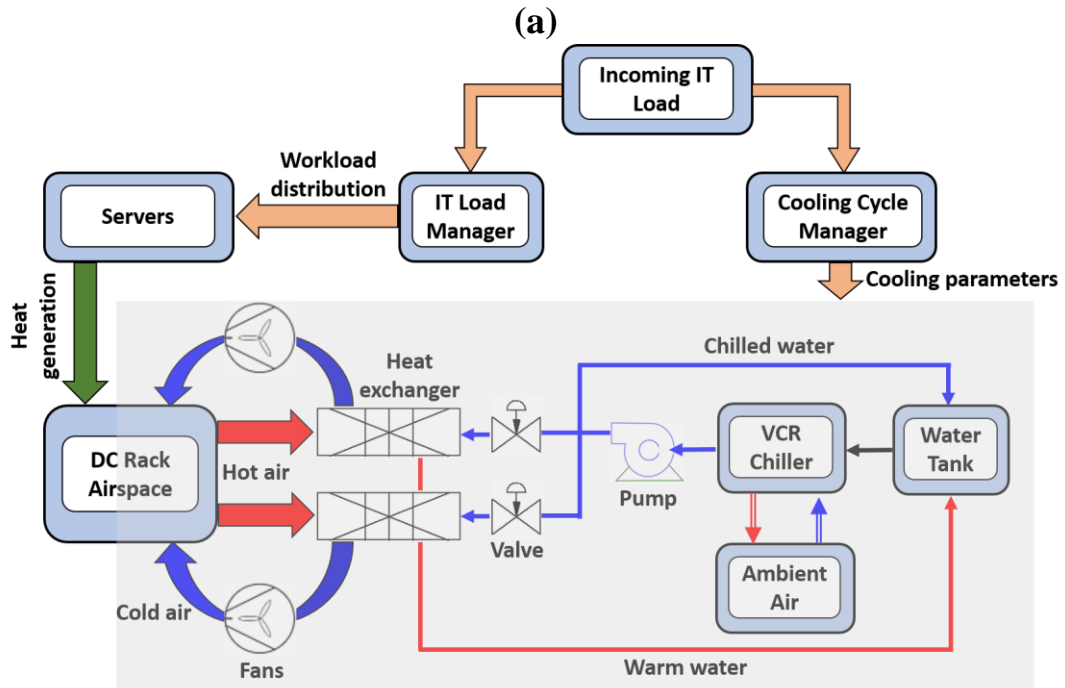 (a)
Incoming IT
Load
Workload
distribution
Servers
IT Load
Manager
Cooling Cycle
Manager
Cooling parameters
Heat
generation
Heat
exchanger
Chilled water
DC Rack
Airspace
Hot air
C
VCR
Chiller
Water
Tank
Pump
Valve
Ambient
Air
Cold air
Fans
Warm water